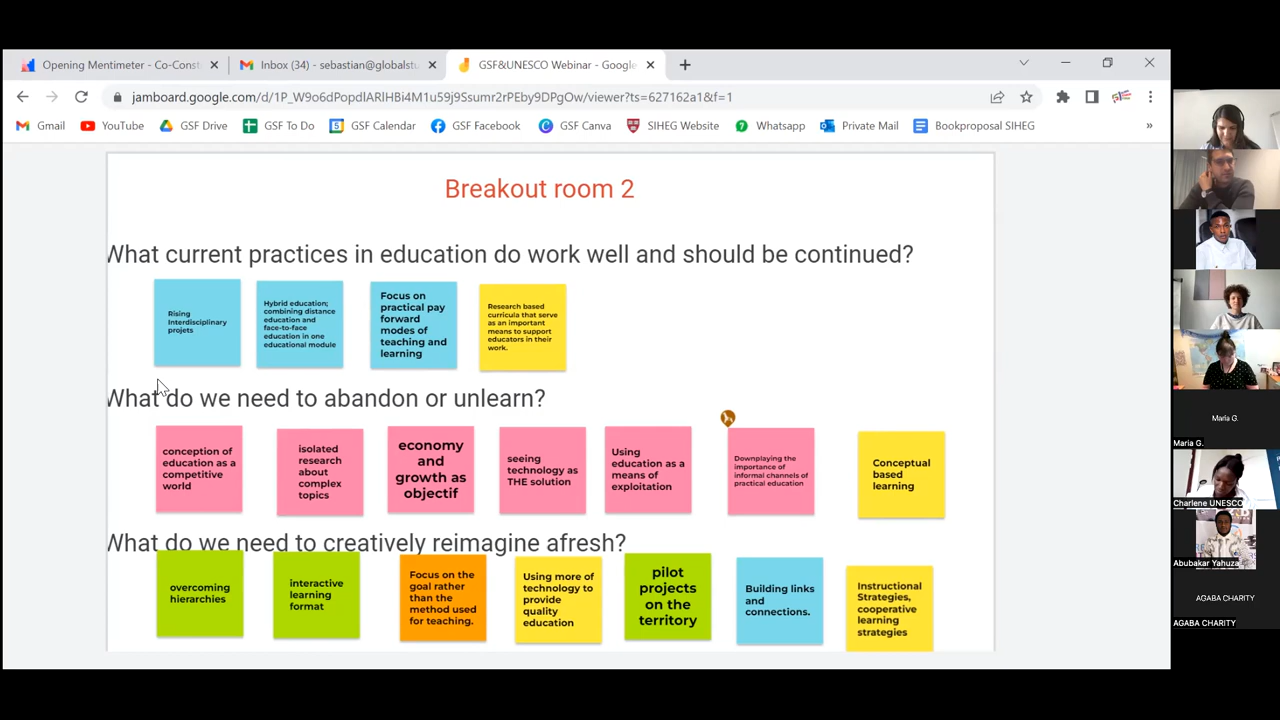 Opening Mentimeter - Co-Const
Inbox (34) - sebastian@globalstu
GSF&UNESCO Webinar - Google
jamboard.google.com/d/1P_W9o6dPopdlARlHBi4M1u59j9Ssumr2rPEby9DPgOw/viewer?ts=627162a1&f=1
Gmail YouTube GSF Drive GSF To Do GSF Calendar GSF Facebook GSF Canva SIHEG Website Whatsapp Private Mail Bookproposal SIHEG »
Breakout room 2
What current practices in education do work well and should be continued?
Rising
Interdisciplinary
projets
Hybrid education;
combining distance
education and
face-to-face
education in one
educational module
Focus on
practical pay
forward
modes of
teaching and
learning
Research based
curricula that serve
as an important
means to support
educators in their
work.
What do we need to abandon or unlearn?
conception of
education as a
competitive
world
isolated
research
about
complex
topics
economy
and
growth as
objectif
seeing
technology as
THE solution
Using
education as a
means of
exploitation
Downplaying the
importance of
informal channels of
practical education
Conceptual
based
learning
What do we need to creatively reimagine afresh?
overcoming
hierarchies
interactive
learning
format
Focus on the
goal rather
than the
method used
for teaching.
Using more of
technology to
provide
quality
education
pilot
projects
on the
territory
Building links
and
connections.
Instructional
Strategies,
cooperative
learning
strategies
Maria G.
Maria G.
Charlene UNESCO
Abubakar Yahuza
AGABA CHARITY
AGABA CHARITY